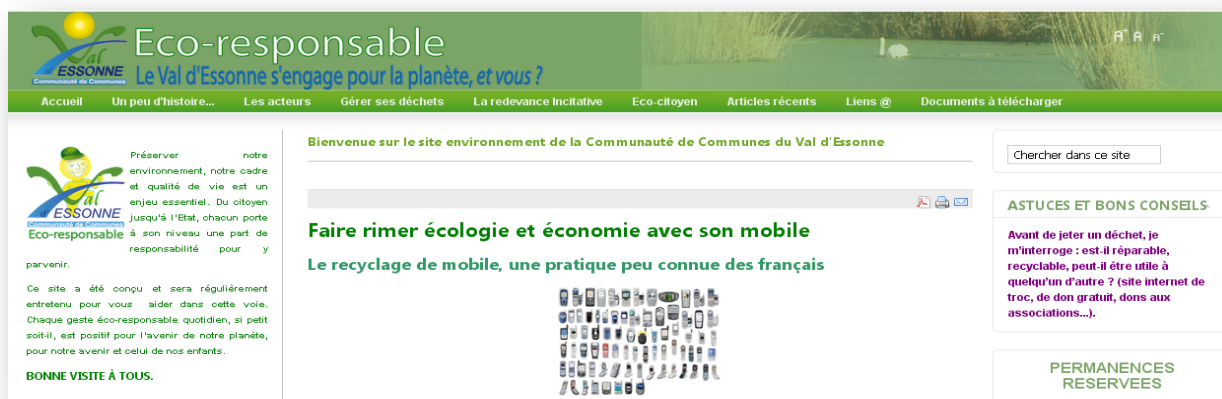 Val
d'ESSONNE
Communauté de Communes
Eco-responsable
Le Val d'Essonne s'engage pour la planète, et vous ?
A+ A A-
Accueil Un peu d'histoire... Les acteurs Gérer ses déchets La redevance Incitative Eco-citoyen Articles récents Liens @ Documents à télécharger
Val
d'ESSONNE
Communauté de Communes
Eco-responsable
Préserver notre
environnement, notre cadre
et qualité de vie est un
enjeu essentiel. Du citoyen
jusqu'à l'Etat, chacun porte
à son niveau une part de
responsabilité pour y
parvenir.
Ce site a été conçu et sera régulièrement
entretenu pour vous aider dans cette voie.
Chaque geste éco-responsable quotidien, si petit
soit-il, est positif pour l'avenir de notre planète,
pour notre avenir et celui de nos enfants.
BONNE VISITE À TOUS.
Bienvenue sur le site environnement de la Communauté de Communes du Val d'Essonne
Faire rimer écologie et économie avec son mobile
Le recyclage de mobile, une pratique peu connue des français
Chercher dans ce site
ASTUCES ET BONS CONSEILS
Avant de jeter un déchet, je
m'interroge : est-il réparable,
recyclable, peut-il être utile à
quelqu'un d'autre ? (site internet de
troc, de don gratuit, dons aux
associations...).
PERMANENCES
RESERVEES